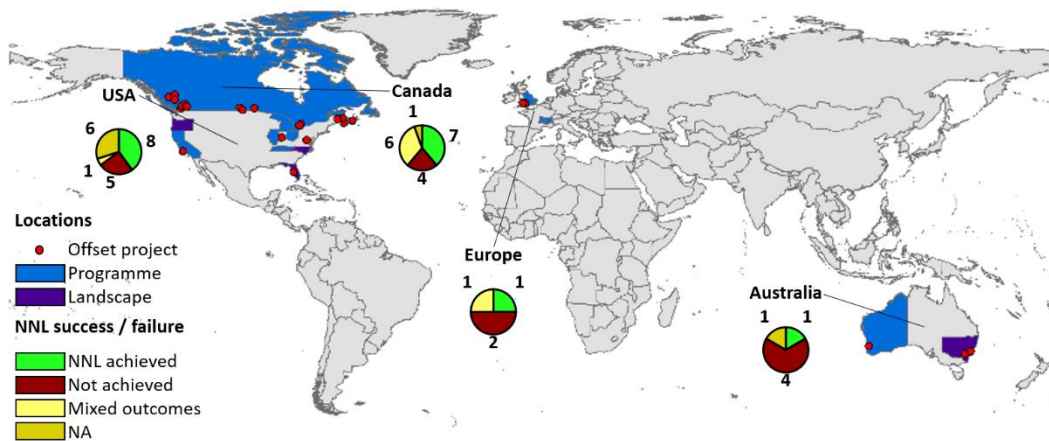 USA
Canada
6
8
1
5
1
6
7
4
Locations
Offset project
Programme
Landscape
NNL success / failure
NNL achieved
Not achieved
Mixed outcomes
NA
Europe
1
1
2
Australia
1
1
4